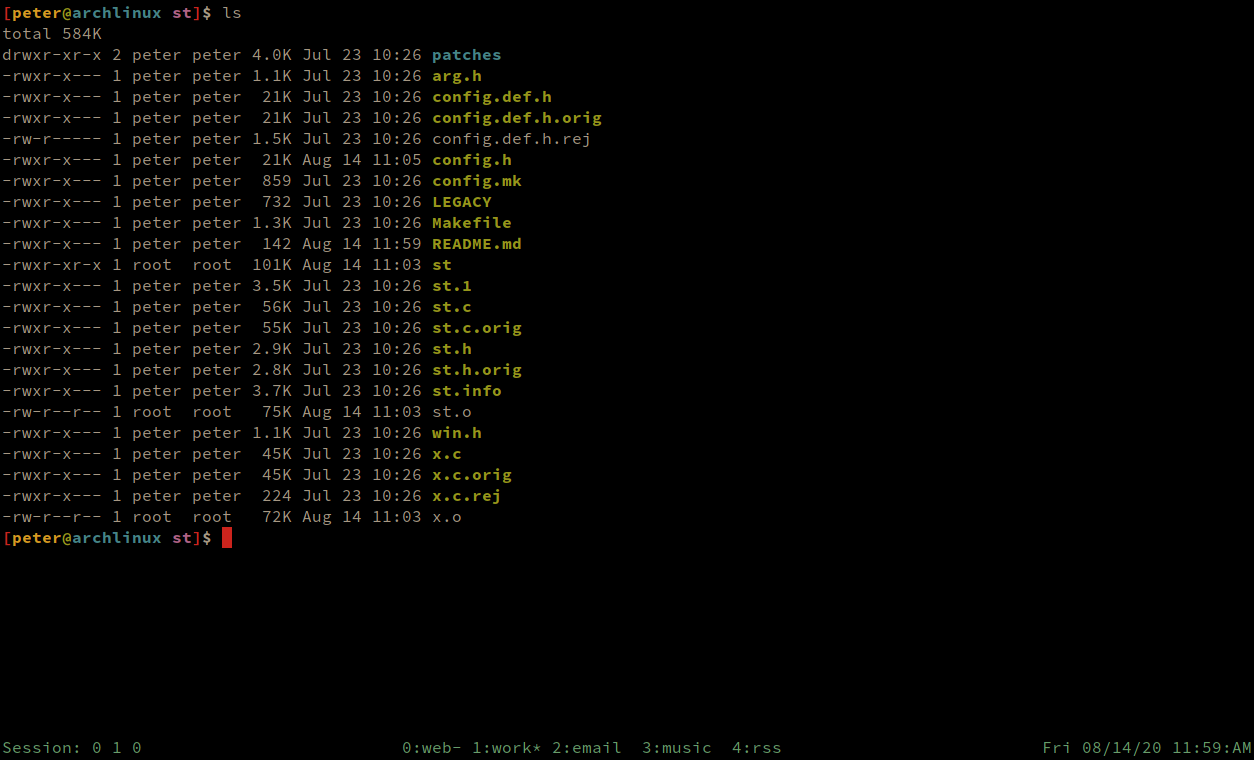 [peter@archlinux st]$ ls
total 584K
drwxr-xr-x 2 peter peter 4.0K Jul 23 10:26 patches
-rwxr-x--- 1 peter peter 1.1K Jul 23 10:26 arg.h
-rwxr-x--- 1 peter peter  21K Jul 23 10:26 config.def.h
-rwxr-x--- 1 peter peter  21K Jul 23 10:26 config.def.h.orig
-rw-r----- 1 peter peter 1.5K Jul 23 10:26 config.def.h.rej
-rwxr-x--- 1 peter peter  21K Aug 14 11:05 config.h
-rwxr-x--- 1 peter peter  859 Jul 23 10:26 config.mk
-rwxr-x--- 1 peter peter  732 Jul 23 10:26 LEGACY
-rwxr-x--- 1 peter peter 1.3K Jul 23 10:26 Makefile
-rwxr-x--- 1 peter peter  142 Aug 14 11:59 README.md
-rwxr-xr-x 1 root  root  101K Aug 14 11:03 st
-rwxr-x--- 1 peter peter 3.5K Jul 23 10:26 st.1
-rwxr-x--- 1 peter peter  56K Jul 23 10:26 st.c
-rwxr-x--- 1 peter peter  55K Jul 23 10:26 st.c.orig
-rwxr-x--- 1 peter peter 2.9K Jul 23 10:26 st.h
-rwxr-x--- 1 peter peter 2.8K Jul 23 10:26 st.h.orig
-rwxr-x--- 1 peter peter 3.7K Jul 23 10:26 st.info
-rw-r--r-- 1 root  root   75K Aug 14 11:03 st.o
-rwxr-x--- 1 peter peter 1.1K Jul 23 10:26 win.h
-rwxr-x--- 1 peter peter  45K Jul 23 10:26 x.c
-rwxr-x--- 1 peter peter  45K Jul 23 10:26 x.c.orig
-rwxr-x--- 1 peter peter  224 Jul 23 10:26 x.c.rej
-rw-r--r-- 1 root  root   72K Aug 14 11:03 x.o
[peter@archlinux st]$
Session: 0 1 0 0:web- 1:work* 2:email  3:music  4:rss Fri 08/14/20 11:59:AM